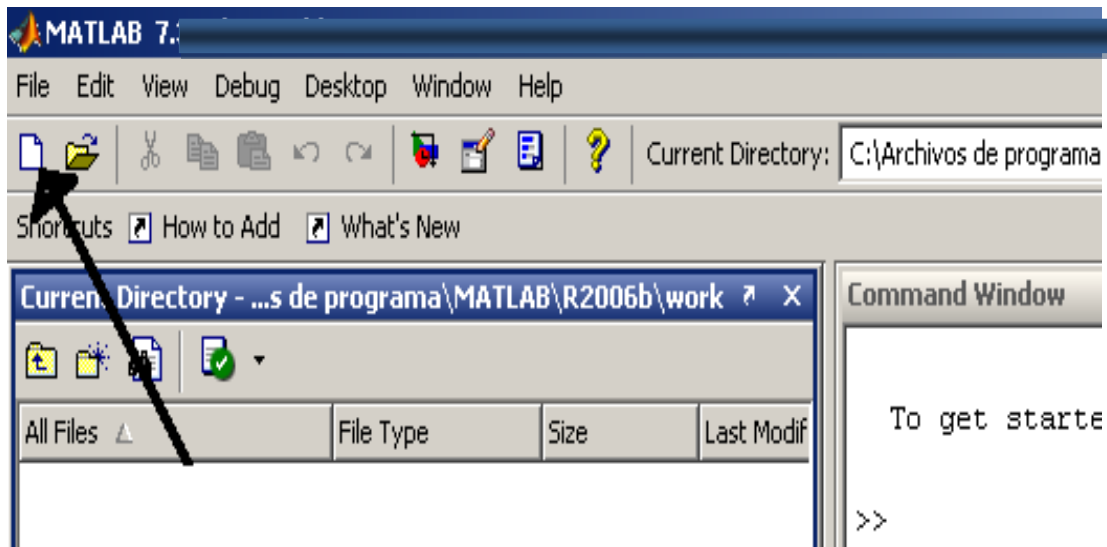 MATLAB 7.
File Edit View Debug Desktop Window Help
Current Directory: C:\Archivos de programa
Shortcuts How to Add What's New
Current Directory - ...s de programa\MATLAB\R2006b\work
Command Window
All Files File Type Size Last Modif
To get starte
>>